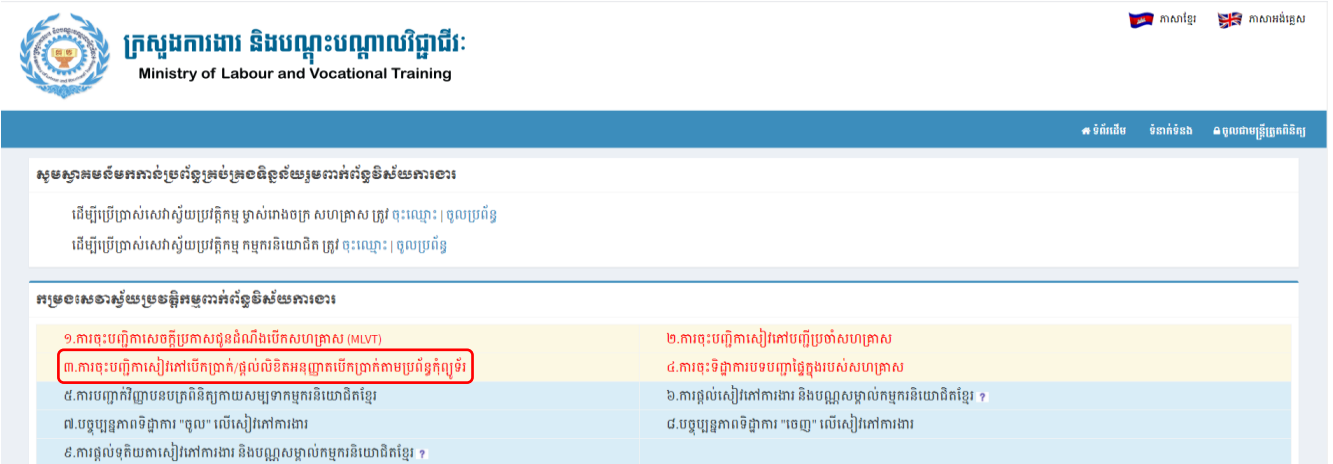 ភាសាខ្មែរ ភាសាអង់គ្លេស
ក្រសួងការងារ និងបណ្តុះបណ្តាលវិជ្ជាជីវៈ
Ministry of Labour and Vocational Training
ទំព័រដើម ទំនាក់ទំនង ចូលជាមន្ត្រីត្រួតពិនិត្យ
សូមស្វាគមន៍មកកាន់ប្រព័ន្ធគ្រប់គ្រងទិន្នន័យរួមពាក់ព័ន្ធវិស័យការងារ
ដើម្បីប្រើប្រាស់សេវាស្វ័យប្រវត្តិកម្ម ម្ចាស់រោងចក្រ សហគ្រាស ត្រូវ ចុះឈ្មោះ | ចូលប្រព័ន្ធ
ដើម្បីប្រើប្រាស់សេវាស្វ័យប្រវត្តិកម្ម កម្មករនិយោជិត ត្រូវ ចុះឈ្មោះ | ចូលប្រព័ន្ធ
កម្រងសេវាស្វ័យប្រវត្តិកម្មពាក់ព័ន្ធវិស័យការងារ
១.ការចុះបញ្ជិកាសេចក្តីប្រកាសជូនដំណឹងបើកសហគ្រាស (MLVT)
២.ការចុះបញ្ជិកាសៀវភៅបញ្ជីប្រចាំសហគ្រាស
៣.ការចុះបញ្ជិកាសៀវភៅបើកប្រាក់/ផ្តល់លិខិតអនុញ្ញាតបើកប្រាក់តាមប្រព័ន្ធកុំព្យូទ័រ
៤.ការចុះទិដ្ឋាការបទបញ្ជាផ្ទៃក្នុងរបស់សហគ្រាស
៥.ការបញ្ជាក់វិញ្ញាបនបត្រពិនិត្យកាយសម្បទាកម្មករនិយោជិតខ្មែរ
៦.ការផ្តល់សៀវភៅការងារ និងបណ្ណសម្គាល់កម្មករនិយោជិតខ្មែរ ?
៧.បច្ចុប្បន្នភាពទិដ្ឋាការ "ចូល" លើសៀវភៅការងារ
៨.បច្ចុប្បន្នភាពទិដ្ឋាការ "ចេញ" លើសៀវភៅការងារ
៩.ការផ្តល់ទុតិយតាសៀវភៅការងារ និងបណ្ណសម្គាល់កម្មករនិយោជិតខ្មែរ ?